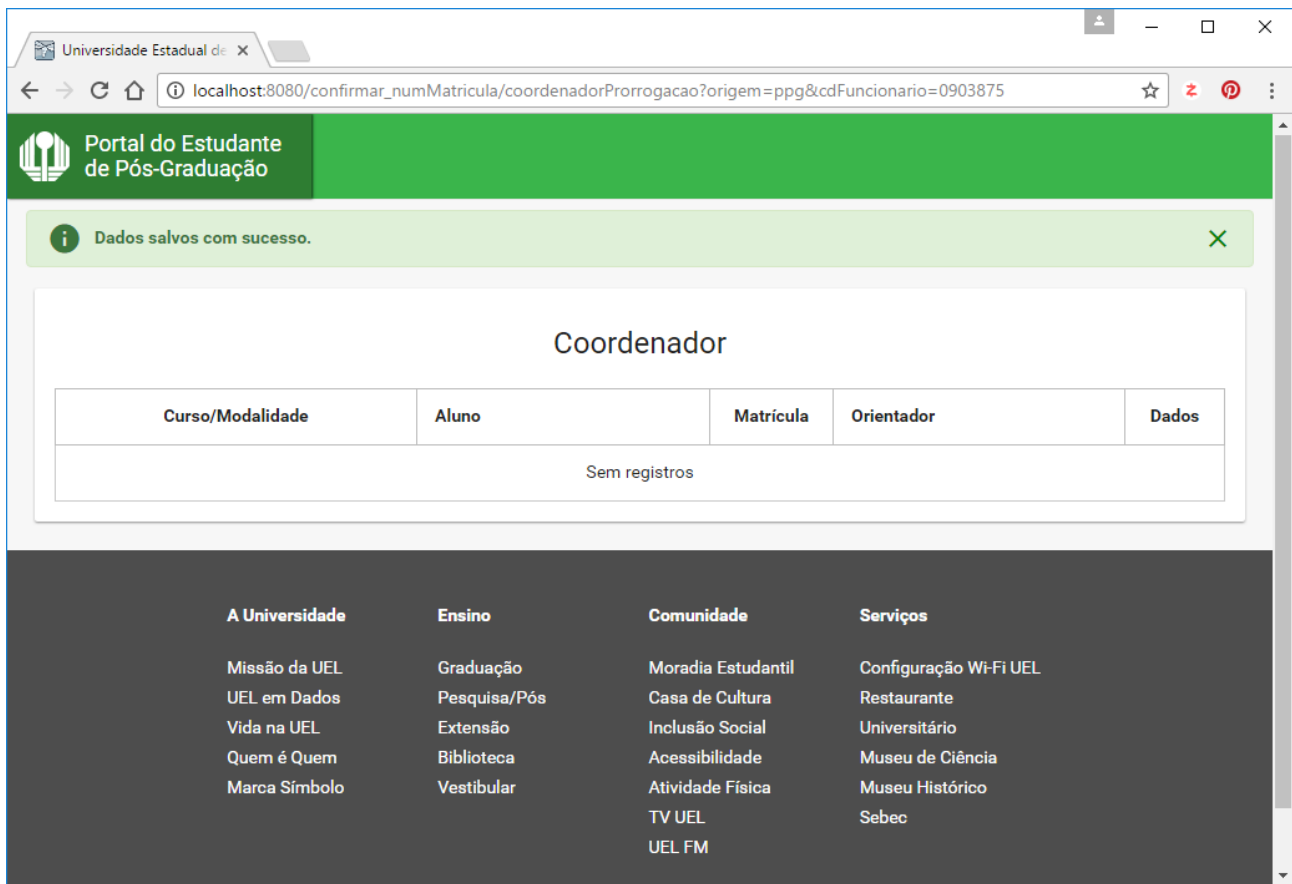 Universidade Estadual de
localhost:8080/confirmar_numMatricula/coordenadorProrrogacao?origem=ppg&cdFuncionario=0903875
Portal do Estudante
de Pós-Graduação
Dados salvos com sucesso.
Coordenador
Curso/Modalidade Aluno Matrícula Orientador Dados
Sem registros
A Universidade Ensino Comunidade Serviços
Missão da UEL Graduação Moradia Estudantil Configuração Wi-Fi UEL
UEL em Dados Pesquisa/Pós Casa de Cultura Restaurante
Vida na UEL Extensão Inclusão Social Universitário
Quem é Quem Biblioteca Acessibilidade Museu de Ciência
Marca Símbolo Vestibular Atividade Física Museu Histórico
TV UEL Sebec
UEL FM